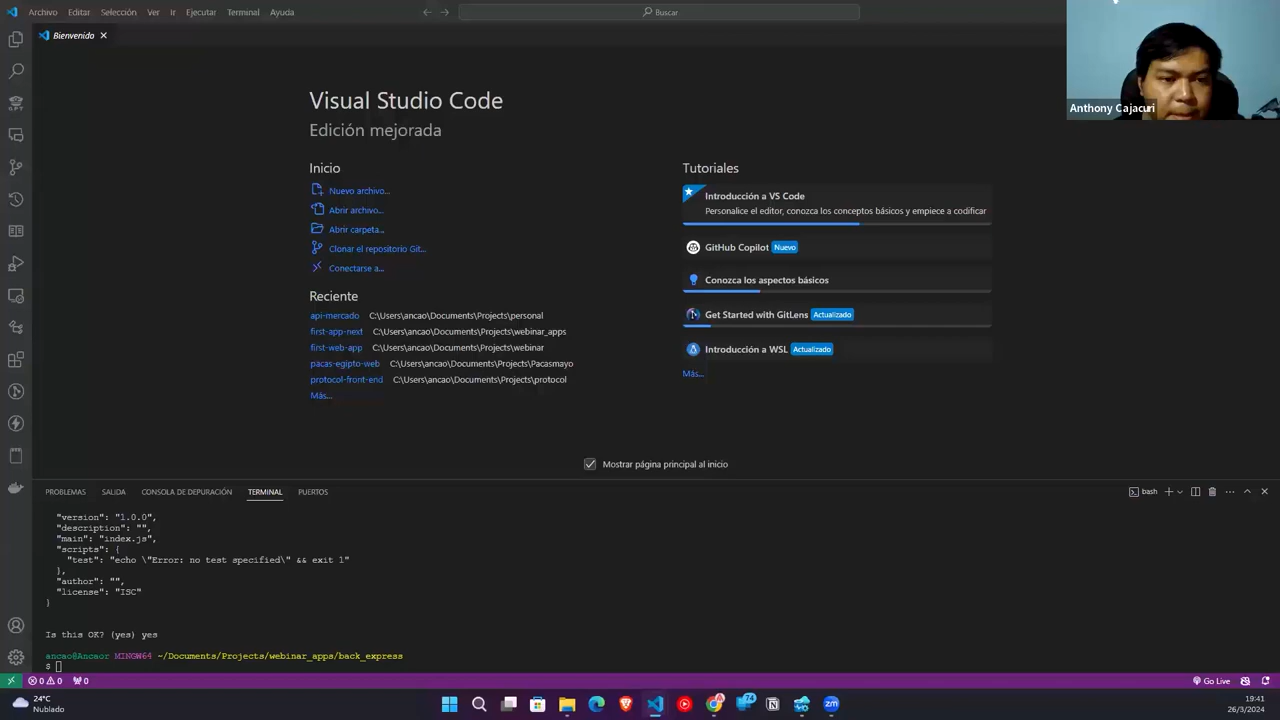 Archivo Editar Selección Ver Ir Ejecutar Terminal Ayuda
Buscar
Bienvenido
Anthony Cajacuri
Visual Studio Code
Edición mejorada
Inicio
Nuevo archivo...
Abrir archivo...
Abrir carpeta...
Clonar el repositorio Git...
Conectarse a...
Reciente
api-mercado C:\Users\ancao\Documents\Projects\personal
first-app-next C:\Users\ancao\Documents\Projects\webinar_apps
first-web-app C:\Users\ancao\Documents\Projects\webinar
pacas-egipto-web C:\Users\ancao\Documents\Projects\Pacasmayo
protocol-front-end C:\Users\ancao\Documents\Projects\protocol
Más...
Tutoriales
Introducción a VS Code
Personalice el editor, conozca los conceptos básicos y empiece a codificar
GitHub Copilot Nuevo
Conozca los aspectos básicos
Get Started with GitLens Actualizado
Introducción a WSL Actualizado
Más...
Mostrar página principal al inicio
PROBLEMAS SALIDA CONSOLA DE DEPURACIÓN TERMINAL PUERTOS
bash
"version": "1.0.0",
"description": "",
"main": "index.js",
"scripts": {
"test": "echo \"Error: no test specified\" && exit 1"
},
"author": "",
"license": "ISC"
}
Is this OK? (yes) yes
ancao@Ancaor MINGW64 ~/Documents/Projects/webinar_apps/back_express
$
0 0 0
Go Live
24°C
Nublado
74
zm
19:41
26/3/2024